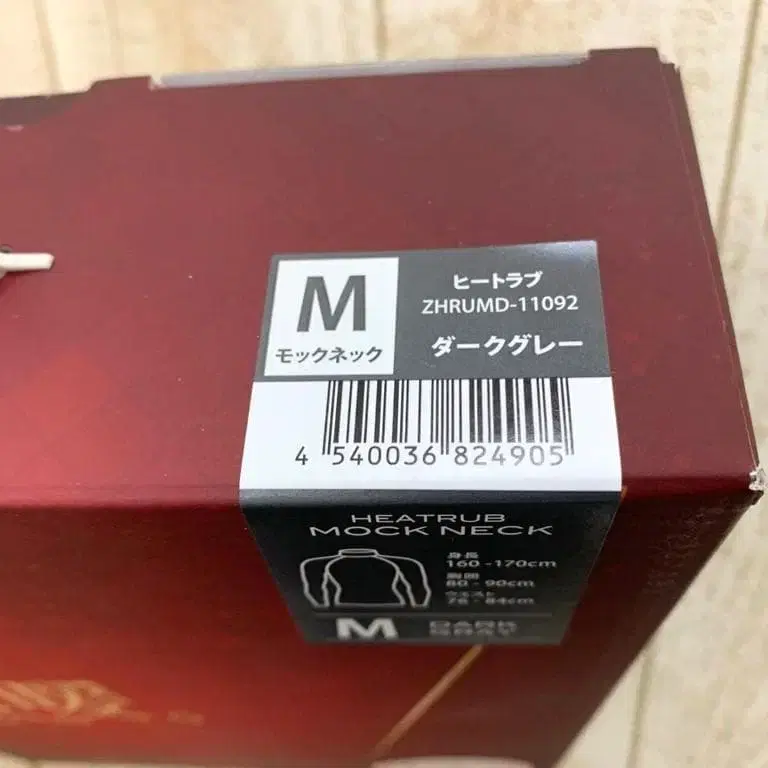 M
モックネック
ヒートラブ
ZHRUMD-11092
ダークグレー
4 540036 824905
HEATRUB
MOCK NECK
身長
160-170cm
胸囲
80-90cm
ウエスト
76-84cm
M
DARK
GRAY